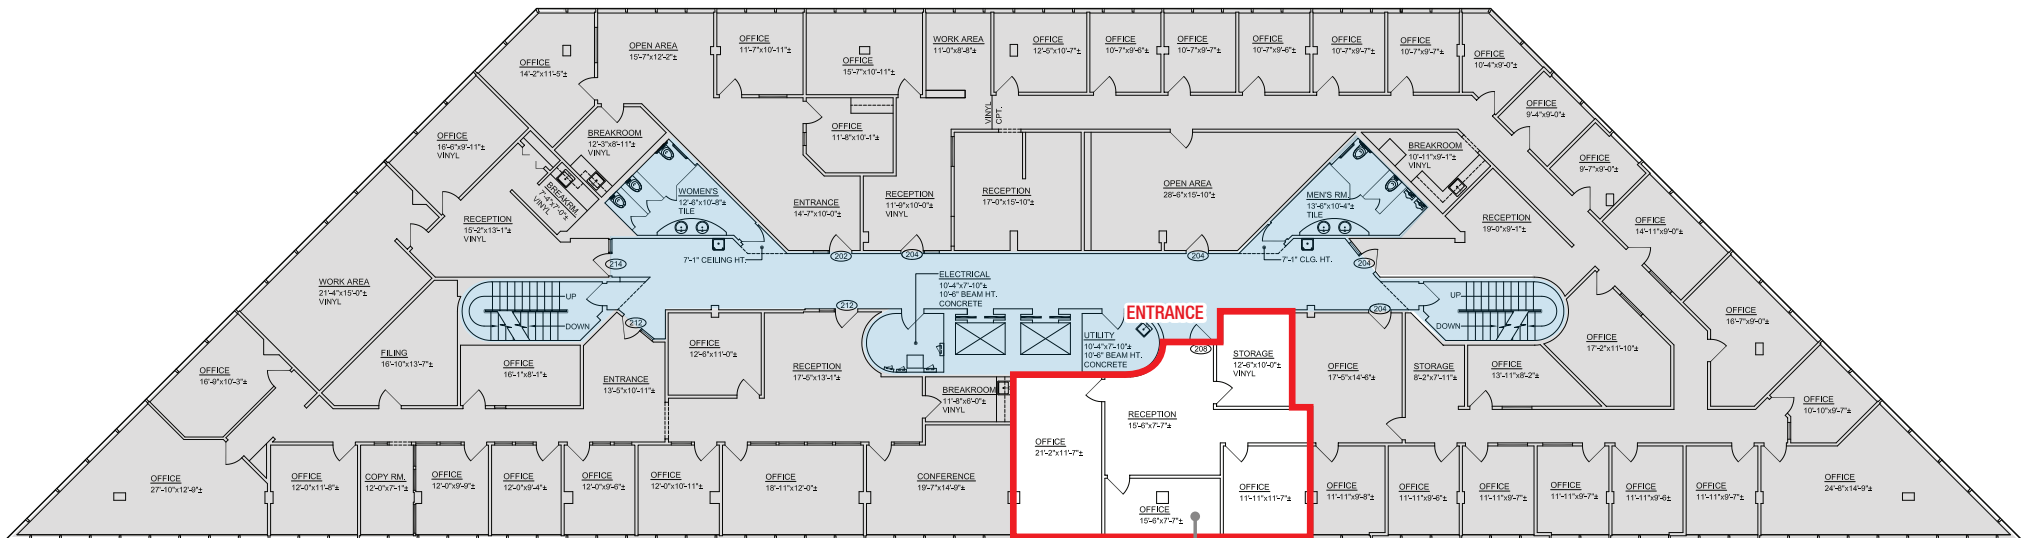 OFFICE
14'-2"x11'-5"±
OPEN AREA
15'-7"x12'-2"±
OFFICE
11'-7"x10'-11"±
OFFICE
15'-7"x10'-11"±
WORK AREA
11'-0"x8'-8"±
OFFICE
12'-5"x10'-7"±
OFFICE
10'-7"x9'-6"±
OFFICE
10'-7"x9'-7"±
OFFICE
10'-7"x9'-6"±
OFFICE
10'-7"x9'-7"±
OFFICE
10'-7"x9'-7"±
OFFICE
10'-4"x9'-0"±
OFFICE
9'-4"x9'-0"±
OFFICE
9'-7"x9'-0"±
OFFICE
14'-11"x9'-0"±
OFFICE
16'-7"x9'-0"±
OFFICE
16'-6"x9'-11"±
VINYL
BREAKROOM
12'-3"x8'-11"±
VINYL
BREAKRM.
7'-4"x7'-0"±
VINYL
OFFICE
11'-8"x10'-1"±
VINYL
CPT.
WOMEN'S
12'-6"x10'-8"±
TILE
ENTRANCE
14'-7"x10'-0"±
RECEPTION
11'-9"x10'-0"±
VINYL
RECEPTION
17'-0"x15'-10"±
OPEN AREA
28'-6"x15'-10"±
MEN'S RM.
13'-6"x10'-4"±
TILE
BREAKROOM
10'-11"x9'-1"±
VINYL
RECEPTION
19'-0"x9'-1"±
RECEPTION
15'-2"x13'-1"±
VINYL
WORK AREA
21'-4"x15'-0"±
VINYL
214
7'-1" CEILING HT.
202
204
204
7'-1" CLG. HT.
204
UP
DOWN
212
212
ELECTRICAL
10'-4"x7'-10"±
10'-6" BEAM HT.
CONCRETE
ENTRANCE
UTILITY
10'-4"x7'-10"±
10'-6" BEAM HT.
CONCRETE
208
204
UP
DOWN
OFFICE
17'-2"x11'-10"
FILING
16'-10"x13'-7"±
OFFICE
16'-1"x8'-1"±
OFFICE
12'-6"x11'-0"±
ENTRANCE
13'-5"x10'-11"±
RECEPTION
17'-5"x13'-1"±
BREAKROOM
11'-8"x6'-0"±
VINYL
STORAGE
12'-6"x10'-0"±
VINYL
OFFICE
17'-5"x14'-6"±
STORAGE
8'-2"x7'-11"±
OFFICE
13'-11"x8'-2"±
OFFICE
10'-10"x9'-7"±
OFFICE
16'-9"x10'-3"±
RECEPTION
15'-6"x7'-7"±
OFFICE
21'-2"x11'-7"±
OFFICE
27'-10"x12'-9"±
OFFICE
12'-0"x11'-8"±
COPY RM.
12'-0"x7'-1"±
OFFICE
12'-0"x9'-9"±
OFFICE
12'-0"x9'-4"±
OFFICE
12'-0"x9'-6"±
OFFICE
12'-0"x10'-11"±
OFFICE
18'-11"x12'-0"±
CONFERENCE
19'-7"x14'-9"±
OFFICE
15'-6"x7'-7"±
OFFICE
11'-11"x11'-7"±
OFFICE
11'-11"x9'-8"±
OFFICE
11'-11"x9'-6"±
OFFICE
11'-11"x9'-7"±
OFFICE
11'-11"x9'-7"±
OFFICE
11'-11"x9'-6±
OFFICE
11'-11"x9'-7"±
OFFICE
24'-8"x14'-9"±